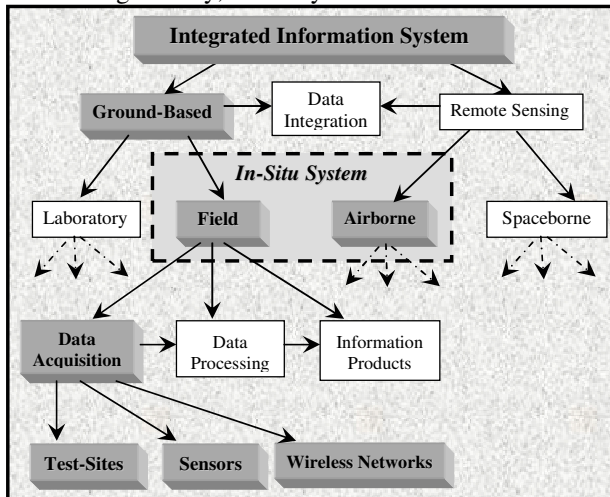 Integrated Information System
Ground-Based
Data
Integration
Remote Sensing
In-Situ System
Laboratory
Field
Airborne
Spaceborne
Data
Acquisition
Data
Processing
Information
Products
Test-Sites
Sensors
Wireless Networks